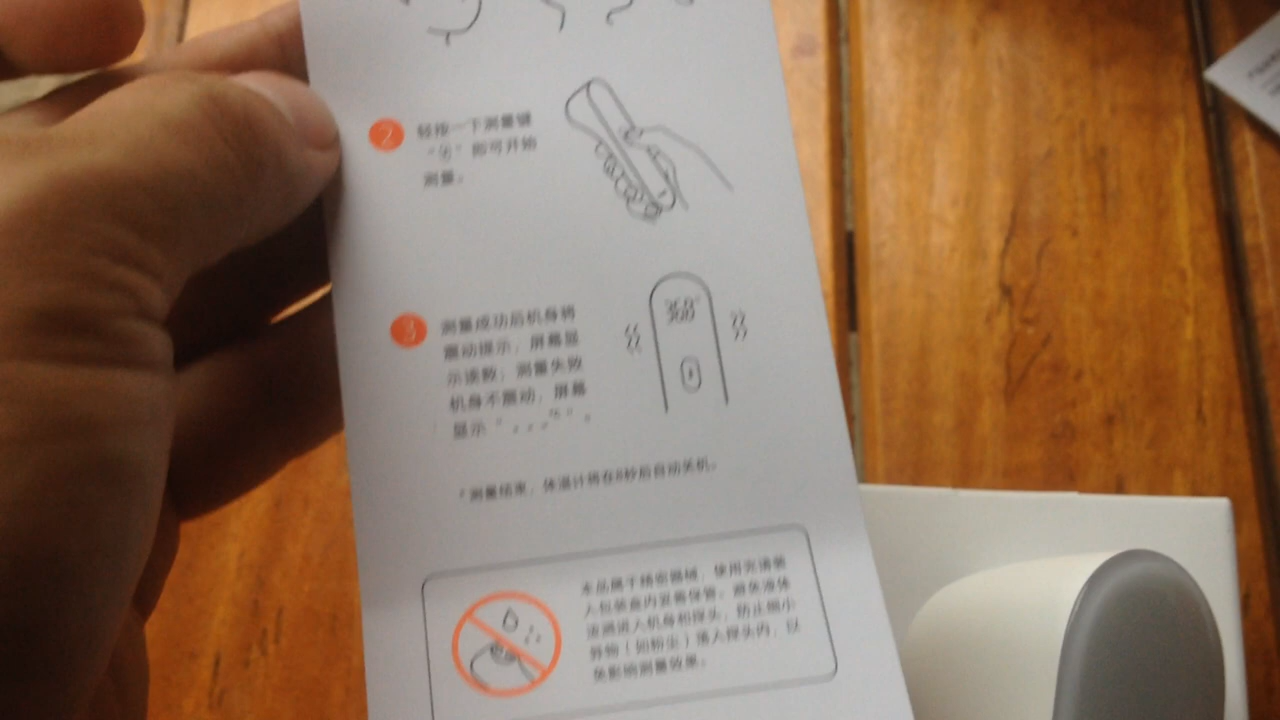 2
轻按一下测量键
即可开始
测量。
3
测量成功后机身将
震动提示，屏幕显
示读数；测量失败
机身不震动，屏幕
显示
测量结束，体温计将在8秒后自动关机。
本品属于精密器械，使用完请装
入包装盒内妥善保管。避免液体
进入机身和探头，防止细小
异物（如粉尘）落入探头内，以
免影响测量效果。